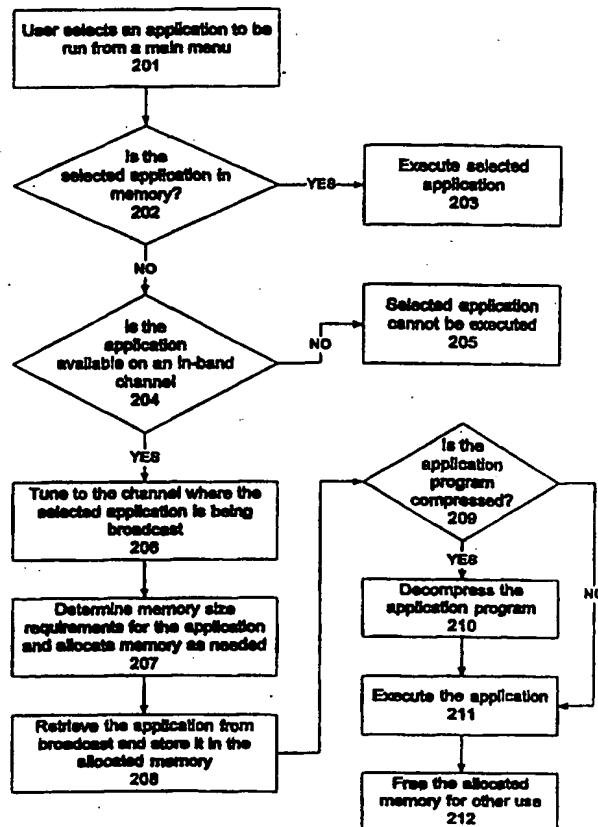 User selects an application to be
run from a main menu
201
Is the
selected application in
memory?
202
YES
Execute selected
application
203
NO
Is the
application
available on an in-band
channel
204
NO
Selected application
cannot be executed
205
YES
Tune to the channel where the
selected application is being
broadcast
206
Determine memory size
requirements for the application
and allocate memory as needed
207
Retrieve the application from
broadcast and store it in the
allocated memory
208
Is the
application
program
compressed?
209
YES
NO
Decompress the
application program
210
Execute the application
211
Free the allocated
memory for other use
212